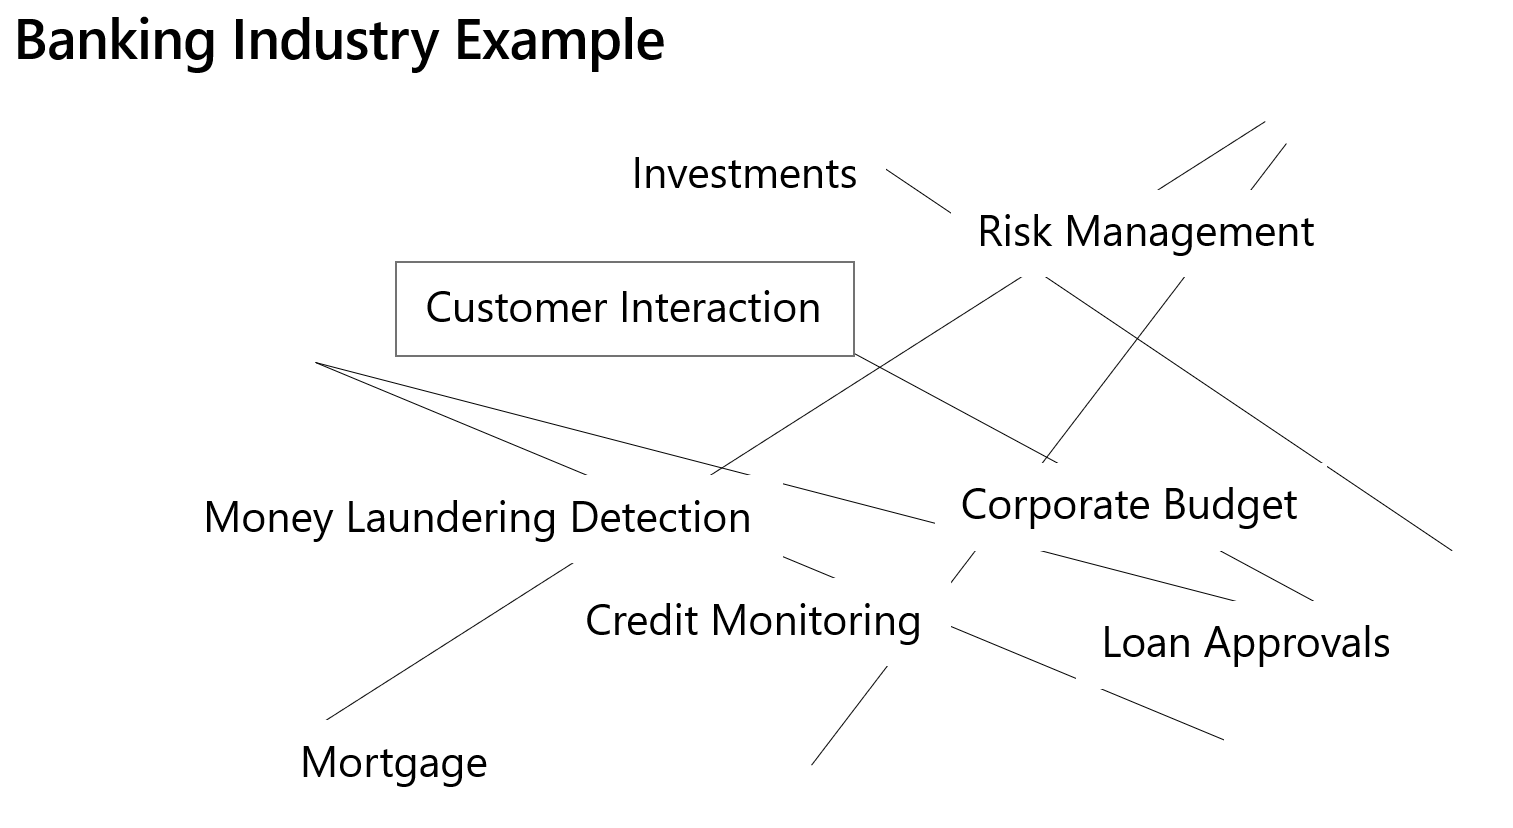 Banking Industry Example
Investments
Risk Management
Customer Interaction
Money Laundering Detection
Corporate Budget
Credit Monitoring
Loan Approvals
Mortgage